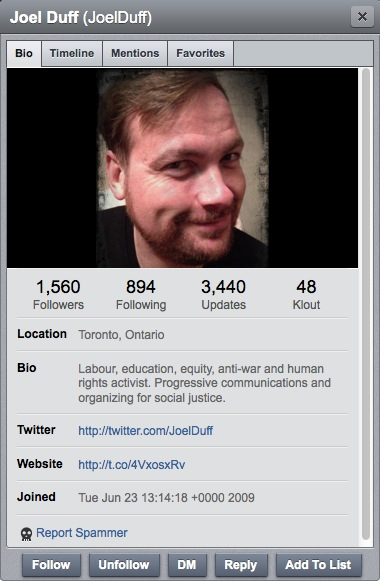 Joel Duff (JoelDuff)
Bio Timeline Mentions Favorites
1,560 894 3,440 48
Followers Following Updates Klout
Location Toronto, Ontario
Bio Labour, education, equity, anti-war and human
rights activist. Progressive communications and
organizing for social justice.
Twitter http://twitter.com/JoelDuff
Website http://t.co/4VxosxRv
Joined Tue Jun 23 13:14:18 +0000 2009
Report Spammer
Follow Unfollow DM Reply Add To List